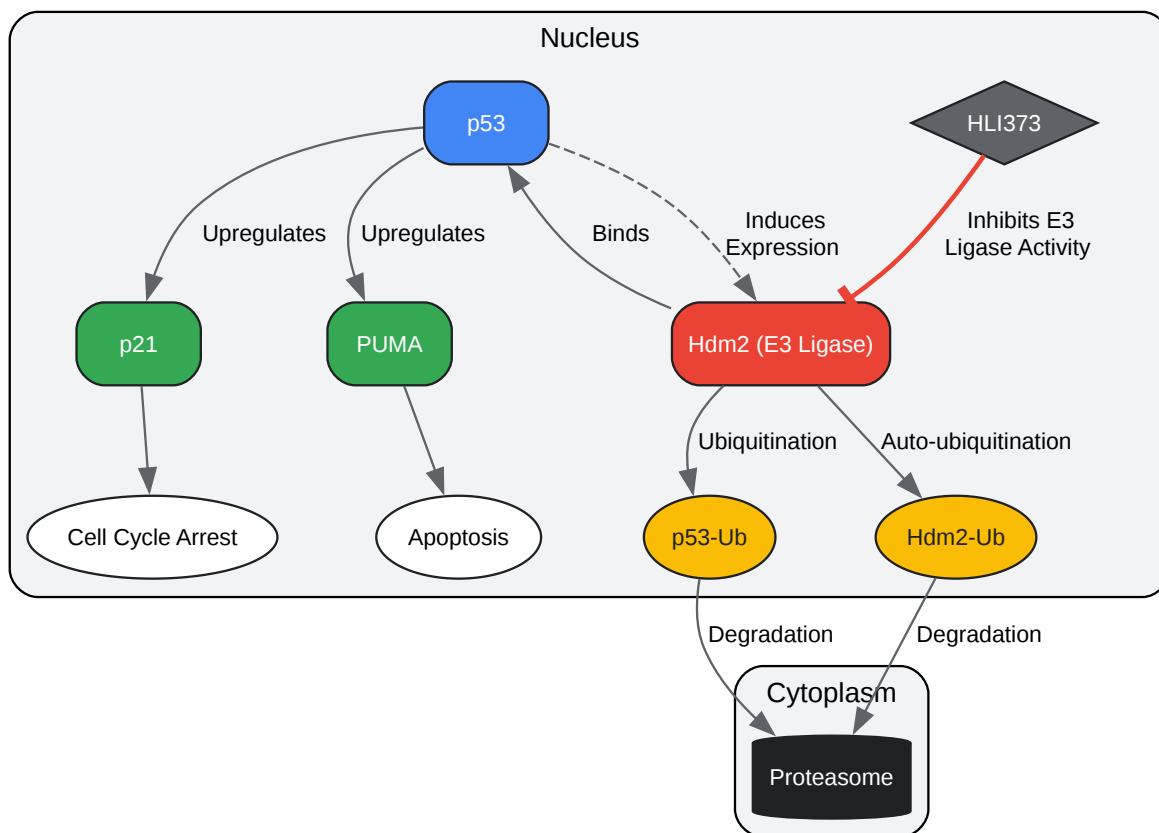 Nucleus
p53
HLI373
Upregulates
Upregulates
Binds
Induces
Expression
Inhibits E3
Ligase Activity
p21
PUMA
Hdm2 (E3 Ligase)
Ubiquitination
Auto-ubiquitination
Cell Cycle Arrest
Apoptosis
p53-Ub
Hdm2-Ub
Degradation
Degradation
Cytoplasm
Proteasome